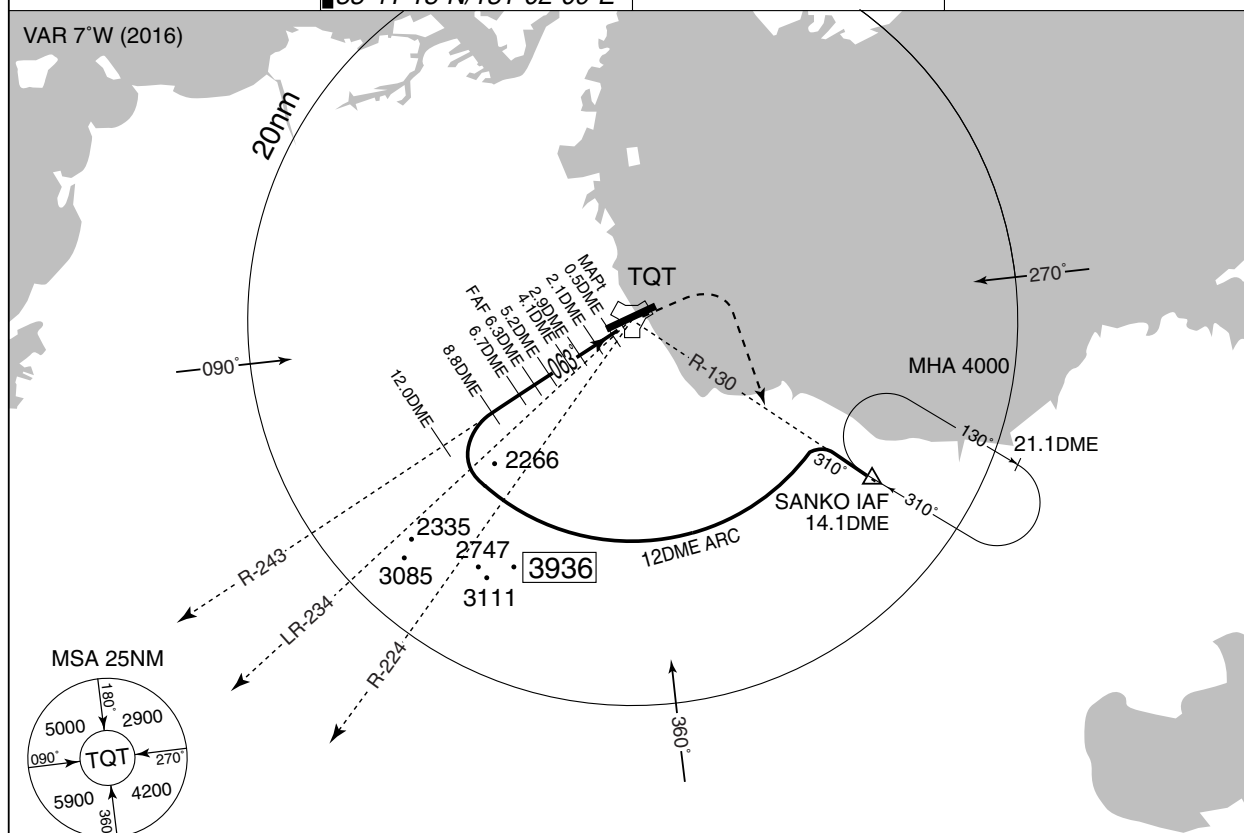 VAR 7˚W (2016)
20nm
MAPt
0.5DME
2.1DME
2.9DME
4.1DME
5.2DME
FAF 6.3DME
6.7DME
8.8DME
12.0DME
TQT
063˚
090˚
270˚
R-130
MHA 4000
130˚
21.1DME
310˚
310˚
SANKO IAF
14.1DME
2266
12DME ARC
2335
3085
2747
3111
3936
R-243
LR-234
R-224
360˚
MSA 25NM
180˚
5000
2900
090˚
TQT
270˚
5900
4200
360